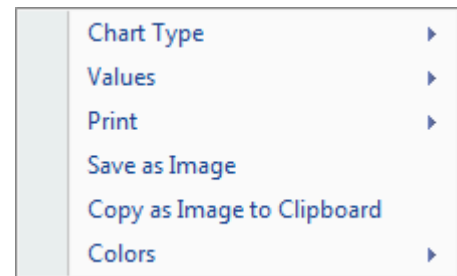 Chart Type
Values
Print
Save as Image
Copy as Image to Clipboard
Colors